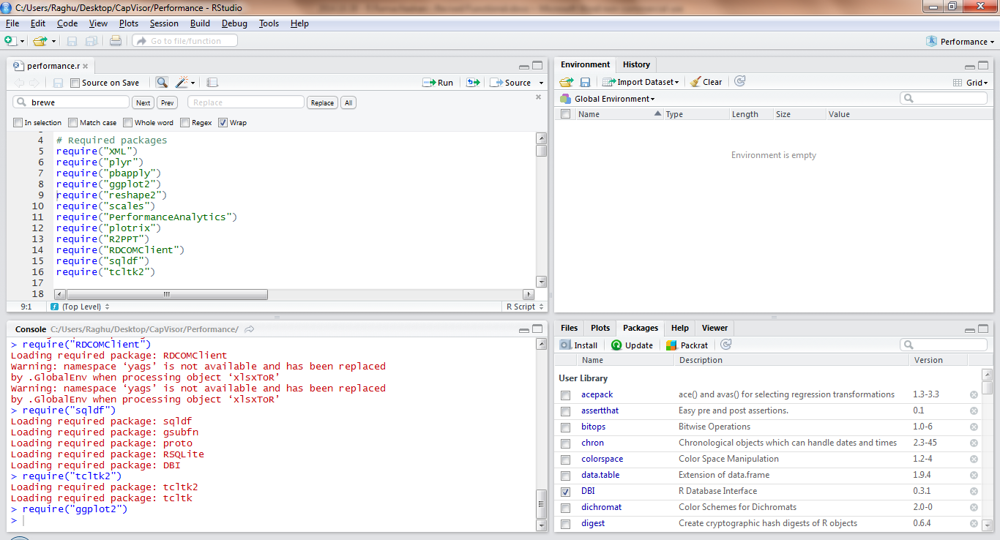 C:/Users/Raghu/Desktop/CapVisor/Performance - RStudio
File Edit Code View Plots Session Build Debug Tools Help
Go to file/function
Performance
performance.r
Source on Save
Run
Source
brewe
Next
Prev
Replace
Replace
All
In selection
Match case
Whole word
Regex
Wrap
4 # Required packages
5 require("XML")
6 require("plyr")
7 require("pbapply")
8 require("ggplot2")
9 require("reshape2")
10 require("scales")
11 require("PerformanceAnalytics")
12 require("plotrix")
13 require("R2PPT")
14 require("RDCOMClient")
15 require("sqldf")
16 require("tcltk2")
17
18
9:1 (Top Level) R Script
Console C:/Users/Raghu/Desktop/CapVisor/Performance/
> require("RDCOMClient")
Loading required package: RDCOMClient
Warning: namespace ‘yags’ is not available and has been replaced
by .GlobalEnv when processing object ‘xlsxToR’
Warning: namespace ‘yags’ is not available and has been replaced
by .GlobalEnv when processing object ‘xlsxToR’
> require("sqldf")
Loading required package: sqldf
Loading required package: gsubfn
Loading required package: proto
Loading required package: RSQLite
Loading required package: DBI
> require("tcltk2")
Loading required package: tcltk2
Loading required package: tcltk
> require("ggplot2")
>
Environment History
Import Dataset Clear Grid
Global Environment
Name Type Length Size Value
Environment is empty
Files Plots Packages Help Viewer
Install Update Packrat
Name Description Version
User Library
acepack ace() and avas() for selecting regression transformations 1.3-3.3
assertthat Easy pre and post assertions. 0.1
bitops Bitwise Operations 1.0-6
chron Chronological objects which can handle dates and times 2.3-45
colorspace Color Space Manipulation 1.2-4
data.table Extension of data.frame 1.9.4
DBI R Database Interface 0.3.1
dichromat Color Schemes for Dichromats 2.0-0
digest Create cryptographic hash digests of R objects 0.6.4